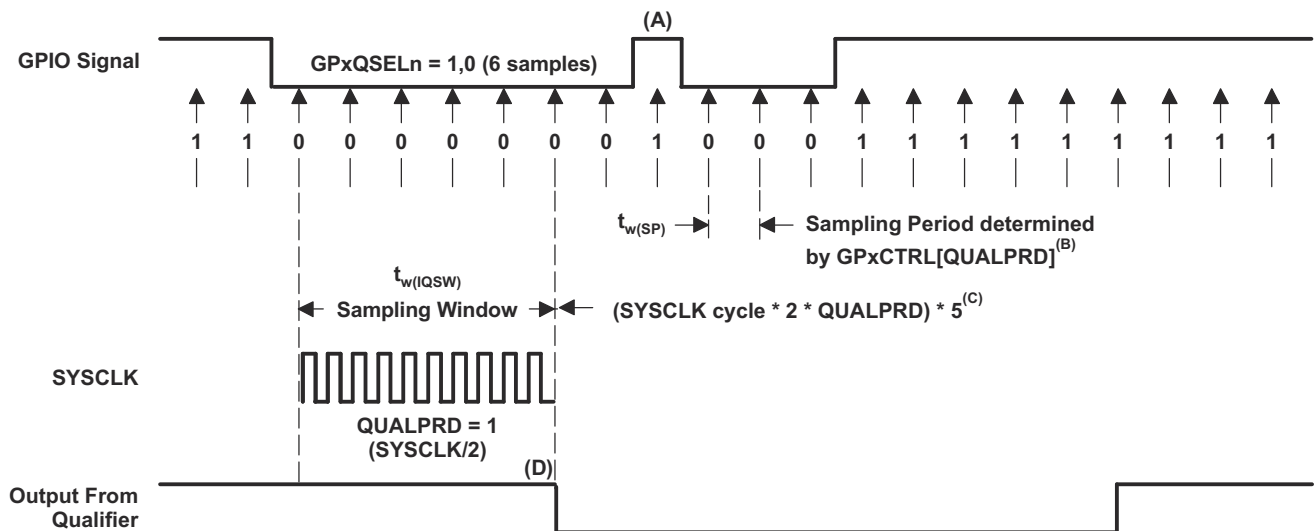 (A)
GPIO Signal
GPxQSELn = 1,0 (6 samples)
1 1 0 0 0 0 0 0 0 1 0 0 0 1 1 1 1 1 1 1 1 1
tw(SP)
Sampling Period determined
by GPxCTRL[QUALPRD](B)
tw(IQSW)
Sampling Window
(SYSCLK cycle * 2 * QUALPRD) * 5(C)
SYSCLK
QUALPRD = 1
(SYSCLK/2)
(D)
Output From
Qualifier